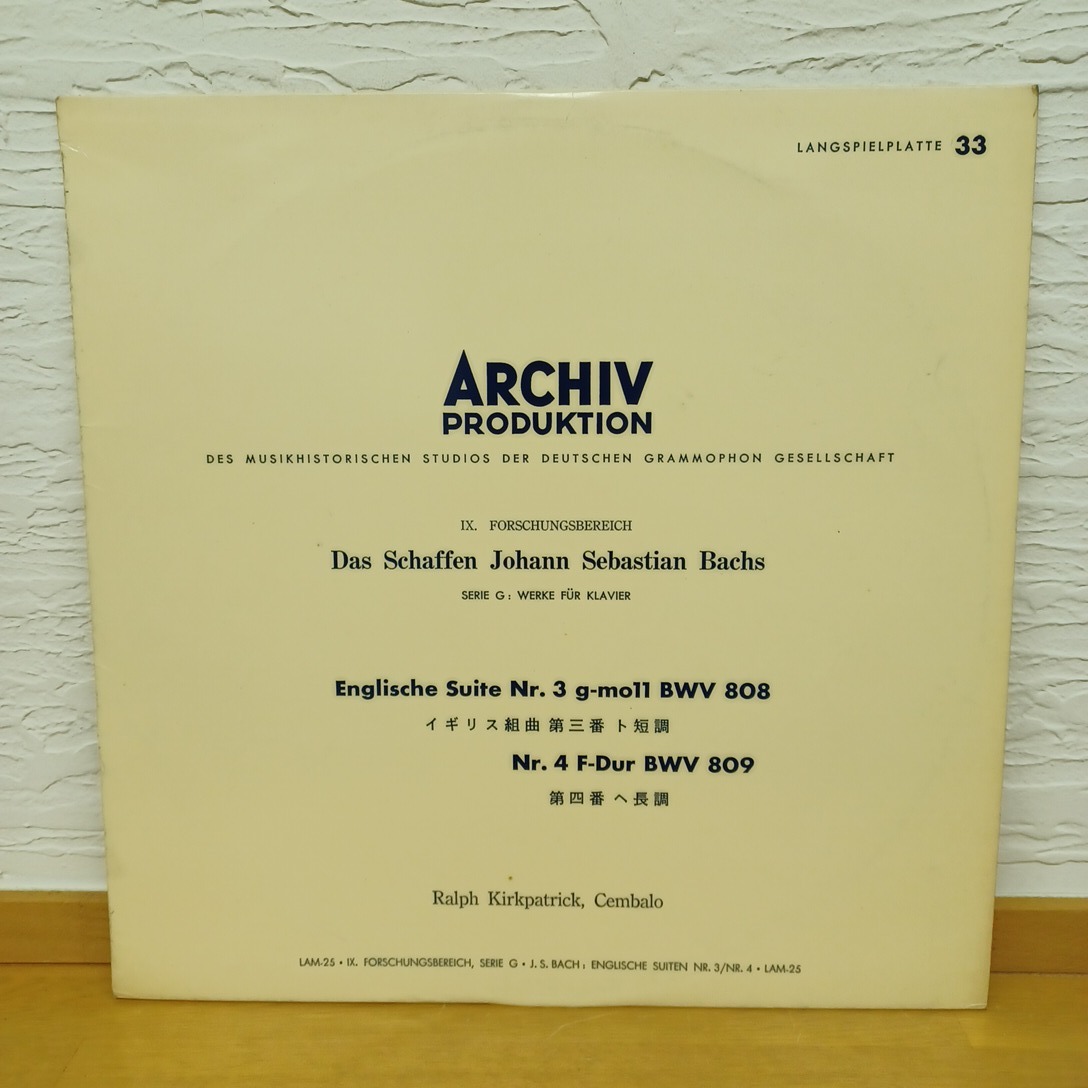 LANGSPIELPLATTE 33
ARCHIV
PRODUKTION
DES MUSIKHISTORISCHEN STUDIOS DER DEUTSCHEN GRAMMOPHON GESELLSCHAFT
IX. FORSCHUNGSBEREICH
Das Schaffen Johann Sebastian Bachs
SERIE G: WERKE FÜR KLAVIER
Englische Suite Nr. 3 g-moll BWV 808
イギリス組曲 第三番 ト短調
Nr. 4 F-Dur BWV 809
第四番 ヘ長調
Ralph Kirkpatrick, Cembalo
LAM-25 • IX. FORSCHUNGSBEREICH, SERIE G • J. S. BACH: ENGLISCHE SUITEN NR. 3/NR. 4 • LAM-25